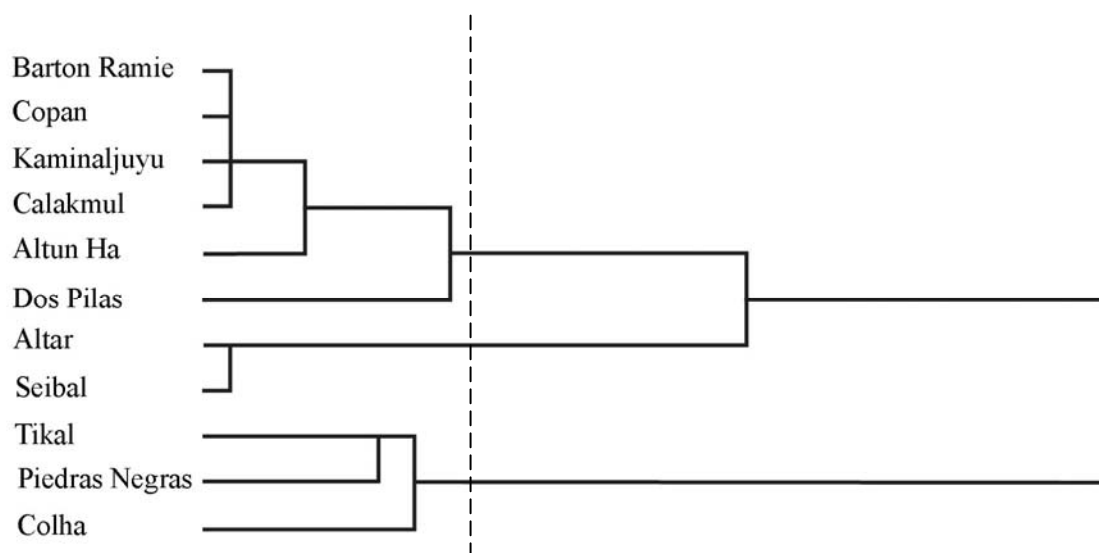 Barton Ramie
Copan
Kaminaljuyu
Calakmul
Altun Ha
Dos Pilas
Altar
Seibal
Tikal
Piedras Negras
Colha